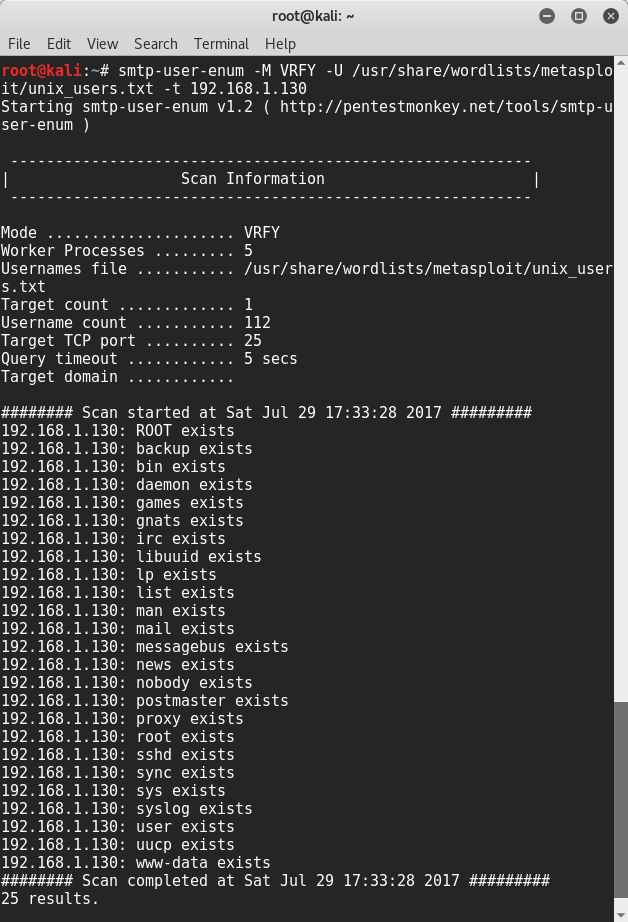 root@kali: ~
File Edit View Search Terminal Help
root@kali:~# smtp-user-enum -M VRFY -U /usr/share/wordlists/metasplo
it/unix_users.txt -t 192.168.1.130
Starting smtp-user-enum v1.2 ( http://pentestmonkey.net/tools/smtp-u
ser-enum )
----------------------------------------------------------
| Scan Information |
----------------------------------------------------------
Mode ..................... VRFY
Worker Processes ......... 5
Usernames file ........... /usr/share/wordlists/metasploit/unix_user
s.txt
Target count ............. 1
Username count ........... 112
Target TCP port .......... 25
Query timeout ............ 5 secs
Target domain ............
######## Scan started at Sat Jul 29 17:33:28 2017 #########
192.168.1.130: ROOT exists
192.168.1.130: backup exists
192.168.1.130: bin exists
192.168.1.130: daemon exists
192.168.1.130: games exists
192.168.1.130: gnats exists
192.168.1.130: irc exists
192.168.1.130: libuuid exists
192.168.1.130: lp exists
192.168.1.130: list exists
192.168.1.130: man exists
192.168.1.130: mail exists
192.168.1.130: messagebus exists
192.168.1.130: news exists
192.168.1.130: nobody exists
192.168.1.130: postmaster exists
192.168.1.130: proxy exists
192.168.1.130: root exists
192.168.1.130: sshd exists
192.168.1.130: sync exists
192.168.1.130: sys exists
192.168.1.130: syslog exists
192.168.1.130: user exists
192.168.1.130: uucp exists
192.168.1.130: www-data exists
######## Scan completed at Sat Jul 29 17:33:28 2017 #########
25 results.